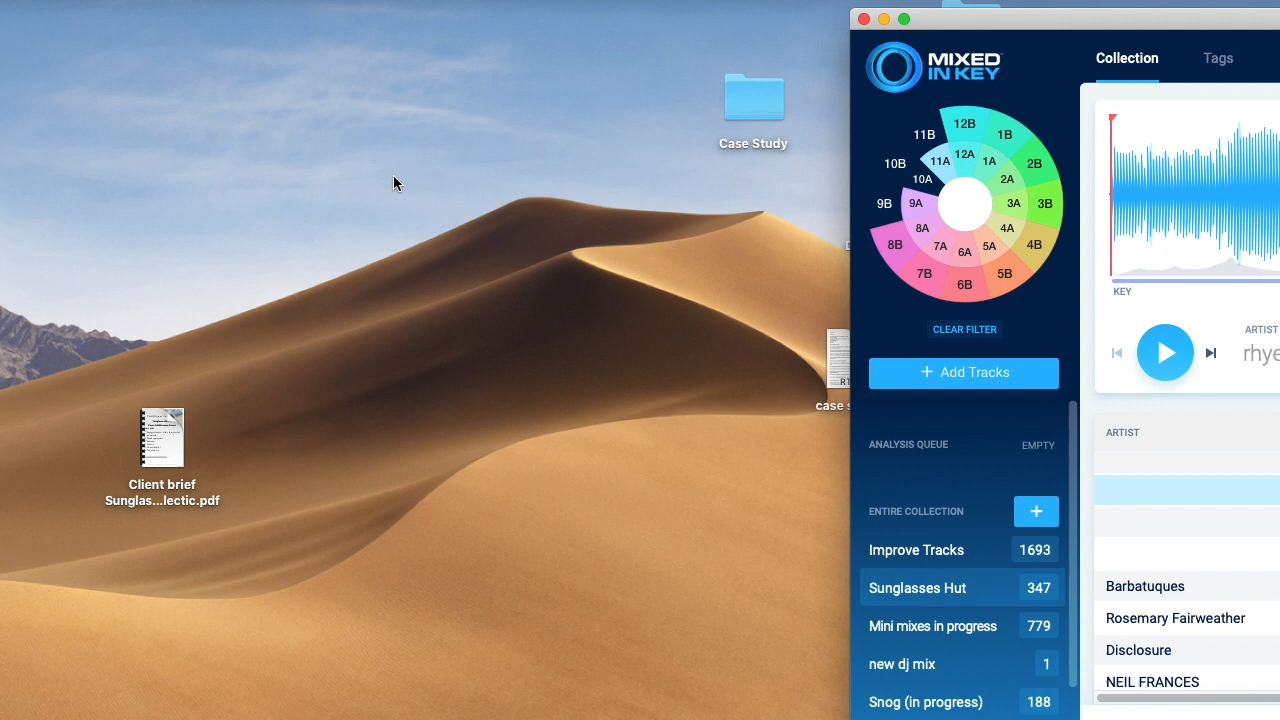 Case Study
Client brief
Sunglas...lectic.pdf
case s
MIXED
IN KEY
Collection
Tags
12B
11B
1B
12A
11A
1A
10B
2B
10A
2A
9B
9A
3A
3B
8A
4A
8B
7A
6A
5A
4B
7B
5B
6B
CLEAR FILTER
+ Add Tracks
ANALYSIS QUEUE EMPTY
ENTIRE COLLECTION +
Improve Tracks 1693
Sunglasses Hut 347
Mini mixes in progress 779
new dj mix 1
Snog (in progress) 188
KEY
ARTIST
rhye
ARTIST
Barbatuques
Rosemary Fairweather
Disclosure
NEIL FRANCES